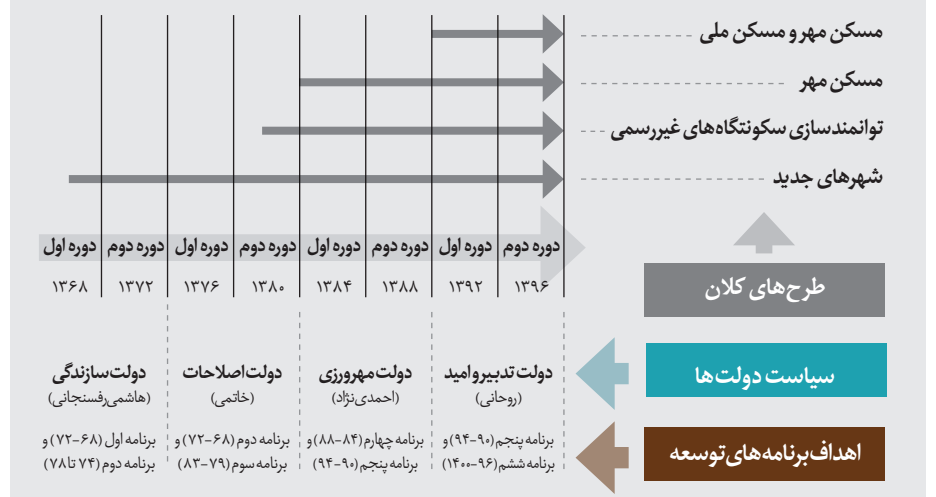 مسکن مهر و مسکن ملی
مسکن مهر
توانمندسازی سکونتگاه‌های غیررسمی
شهرهای جدید
دوره اول دوره دوم دوره اول دوره دوم دوره اول دوره دوم دوره اول دوره دوم
۱۳۶۸ ۱۳۷۲ ۱۳۷۶ ۱۳۸۰ ۱۳۸۴ ۱۳۸۸ ۱۳۹۲ ۱۳۹۶
طرح‌های کلان
سیاست دولت‌ها
دولت تدبیر و امید
(روحانی)
دولت مهرورزی
(احمدی‌نژاد)
دولت اصلاحات
(خاتمی)
دولت سازندگی
(هاشمی‌رفسنجانی)
اهداف برنامه‌های توسعه
برنامه پنجم (۹۰-۹۴) و
برنامه ششم (۹۶-۱۴۰۰)
برنامه چهارم (۸۴-۸۸) و
برنامه پنجم (۹۰-۹۴)
برنامه دوم (۶۸-۷۲) و
برنامه سوم (۷۹-۸۳)
برنامه اول (۶۸-۷۲) و
برنامه دوم (۷۴ تا ۷۸)